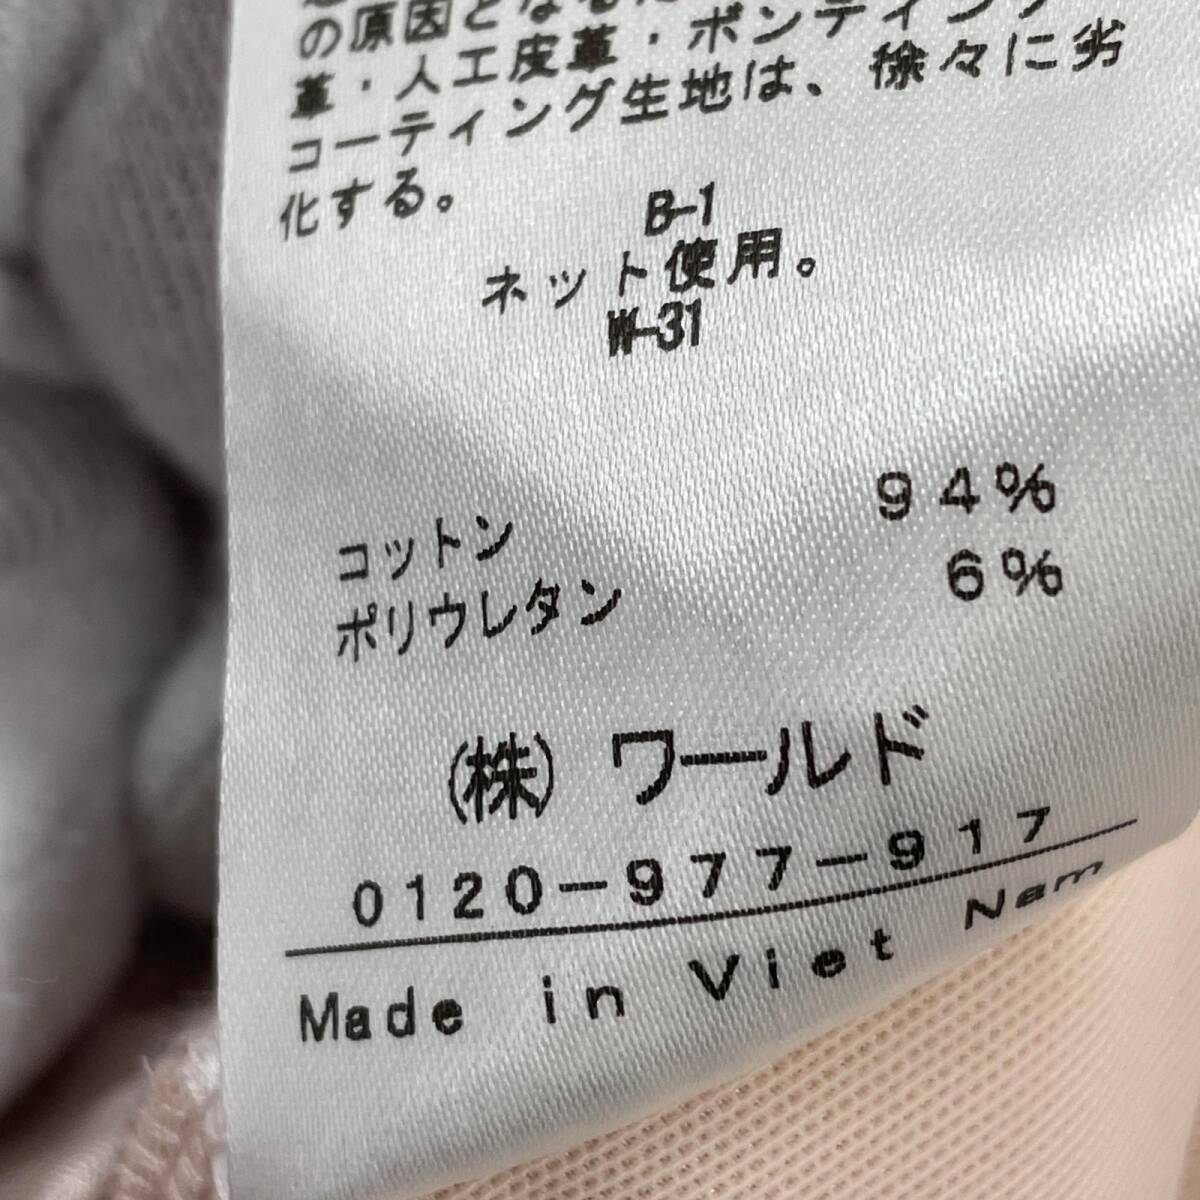 の原因となる
革・人工皮革・ボンディング
コーティング生地は、徐々に劣
化する。
B-1
ネット使用。
W-31
コットン 94%
ポリウレタン 6%
(株) ワールド
0120-977-917
Made in Viet Nam